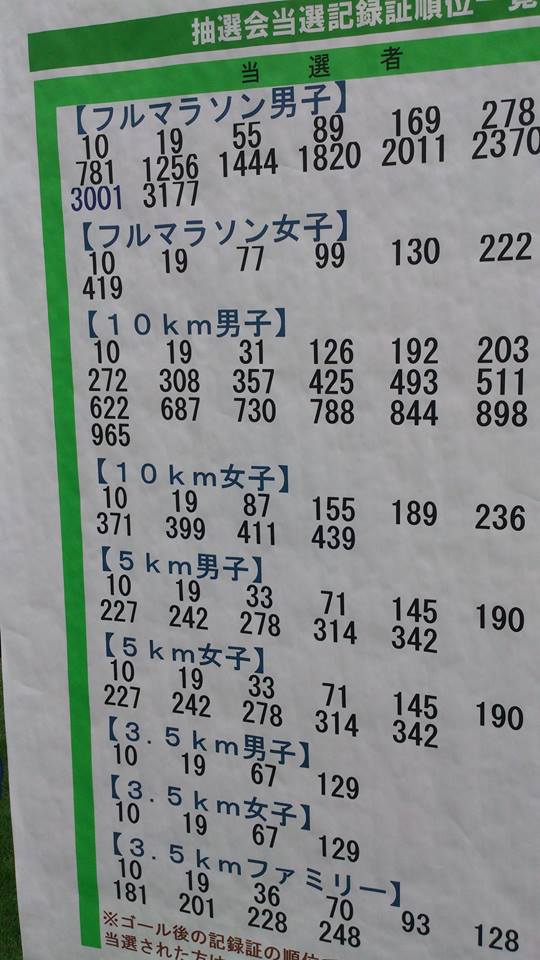 抽選会当選記録証順位一覧
当選者
【フルマラソン男子】
10 19 55 89 169 278
781 1256 1444 1820 2011 2370
3001 3177
【フルマラソン女子】
10 19 77 99 130 222
419
【10km男子】
10 19 31 126 192 203
272 308 357 425 493 511
622 687 730 788 844 898
965
【10km女子】
10 19 87 155 189 236
371 399 411 439
【5km男子】
10 19 33 71 145 190
227 242 278 314 342
【5km女子】
10 19 33 71 145 190
227 242 278 314 342
【3.5km男子】
10 19 67 129
【3.5km女子】
10 19 67 129
【3.5kmファミリー】
10 19 36 70 93 128
181 201 228 248
※ゴール後の記録証の順位
当選された方は